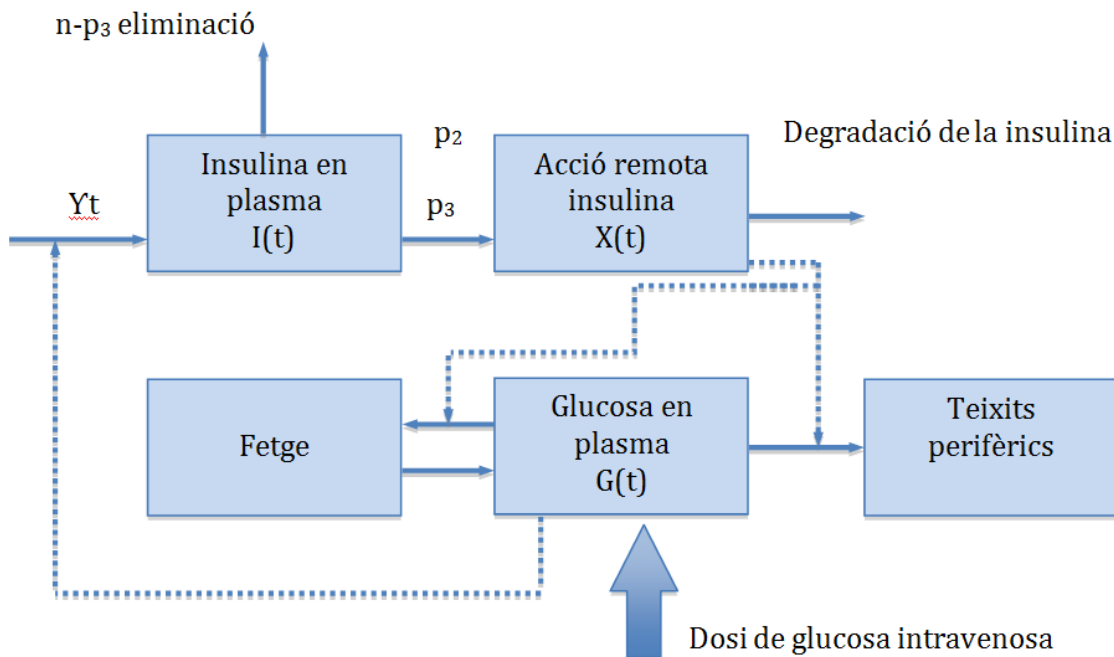 n-p₃ eliminació
Insulina en
plasma
I(t)
p₂
p₃
Acció remota
insulina
X(t)
Degradació de la insulina
ϒt
Fetge
Glucosa en
plasma
G(t)
Teixits
perifèrics
Dosi de glucosa intravenosa